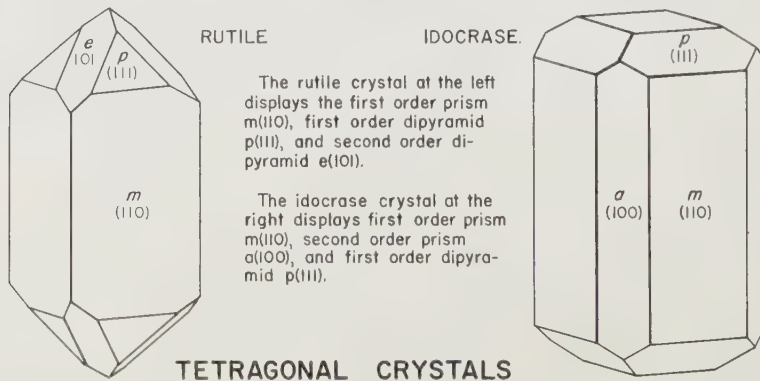 RUTILE
IDOCRASE.
e
101
p
(111)
m
(110)
The rutile crystal at the left
displays the first order prism
m(110), first order dipyramid
p(111), and second order di-
pyramid e(101).
The idocrase crystal at the
right displays first order prism
m(110), second order prism
a(100), and first order dipyra-
mid p(111).
p
(111)
a
(100)
m
(110)
TETRAGONAL CRYSTALS